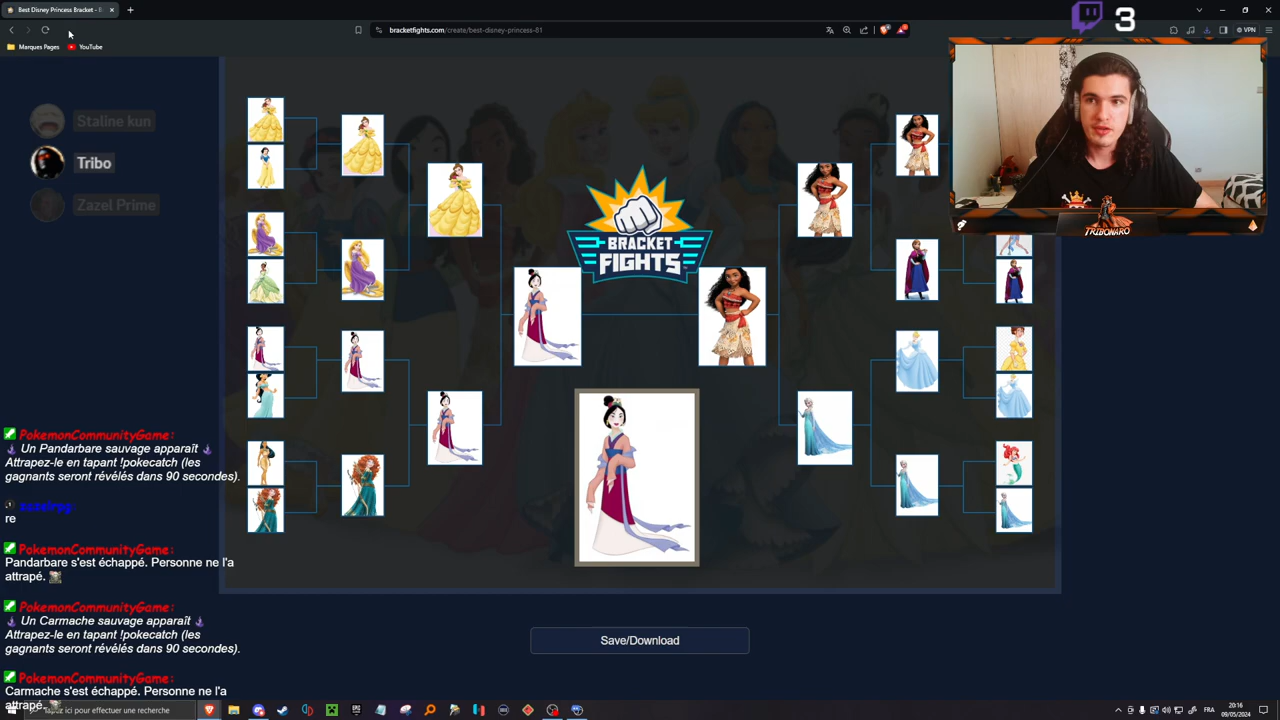 Best Disney Princess Bracket -
3
bracketfights.com/create/best-disney-princess-81
VPN
Marques Pages
YouTube
Staline kun
Tribo
Zazel Prime
BRACKET
FIGHTS
TRIBONARO
PokemonCommunityGame:
Un Pandarbare sauvage apparaît
Attrapez-le en tapant !pokecatch (les
gagnants seront révélés dans 90 secondes).
re
PokemonCommunityGame:
Pandarbare s'est échappé. Personne ne l'a
attrapé.
PokemonCommunityGame:
Un Carmache sauvage apparaît
Attrapez-le en tapant !pokecatch (les
gagnants seront révélés dans 90 secondes).
PokemonCommunityGame:
Carmache s'est échappé. Personne ne l'a
attrapé.
Save/Download
Tapez ici pour effectuer une recherche
FRA
20:16
09/05/2024